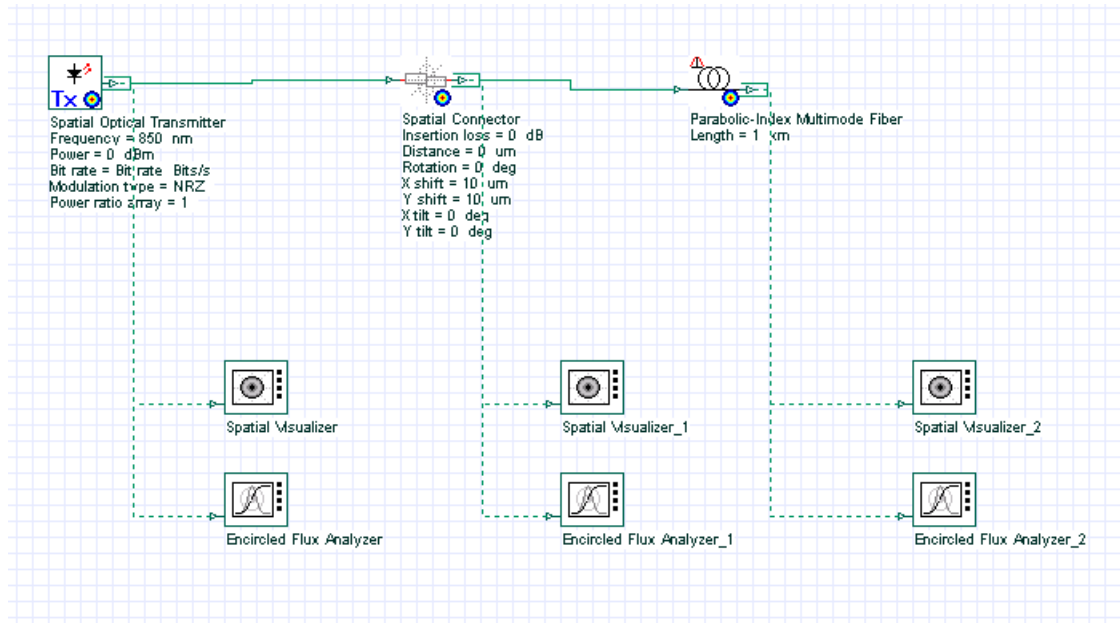 Tx
Spatial Optical Transmitter
Frequency = 850 nm
Power = 0 dBm
Bit rate = Bit rate Bits/s
Modulation type = NRZ
Power ratio array = 1
Spatial Connector
Insertion loss = 0 dB
Distance = 0 um
Rotation = 0 deg
X shift = 10 um
Y shift = 10 um
X tilt = 0 deg
Y tilt = 0 deg
Parabolic-Index Multimode Fiber
Length = 1 km
Spatial Visualizer
Spatial Visualizer_1
Spatial Visualizer_2
Encircled Flux Analyzer
Encircled Flux Analyzer_1
Encircled Flux Analyzer_2